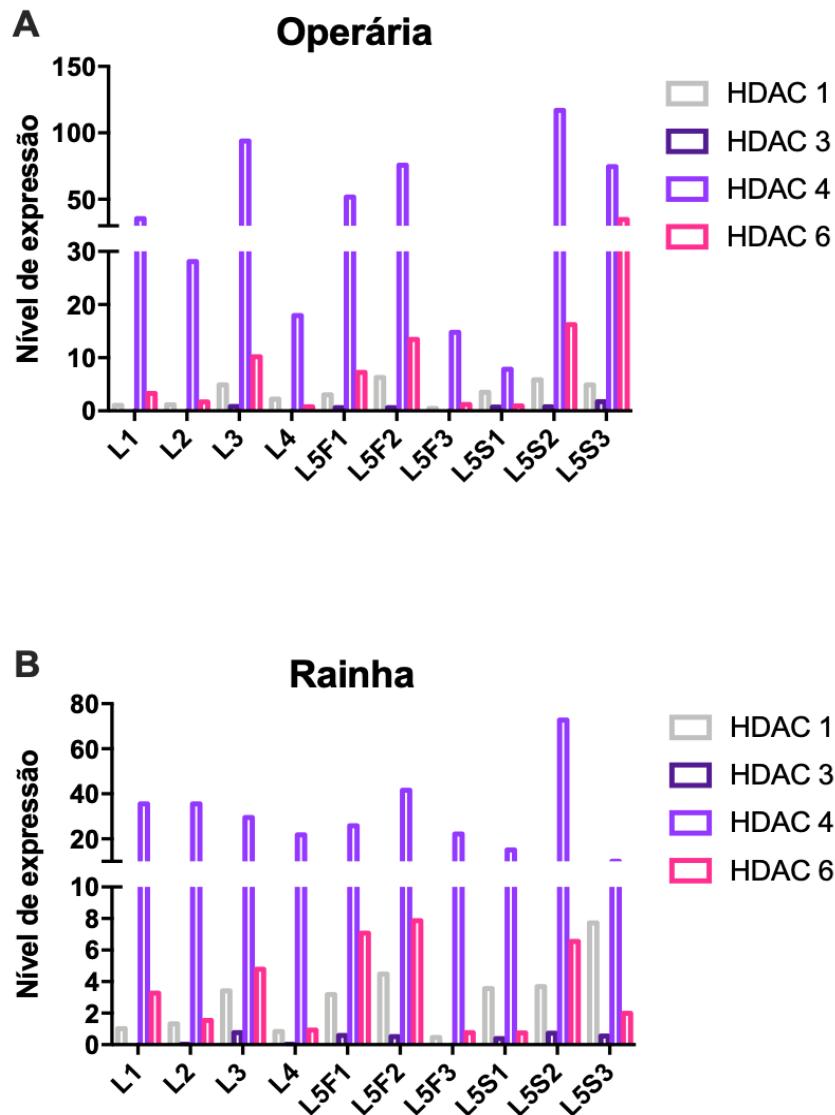 A
Operária
HDAC 1
HDAC 3
HDAC 4
HDAC 6
Nível de expressão
150
100
50
30
20
10
0
L1 L2 L3 L4 L5F1 L5F2 L5F3 L5S1 L5S2 L5S3
B
Rainha
HDAC 1
HDAC 3
HDAC 4
HDAC 6
Nível de expressão
80
60
40
20
10
8
6
4
2
0
L1 L2 L3 L4 L5F1 L5F2 L5F3 L5S1 L5S2 L5S3